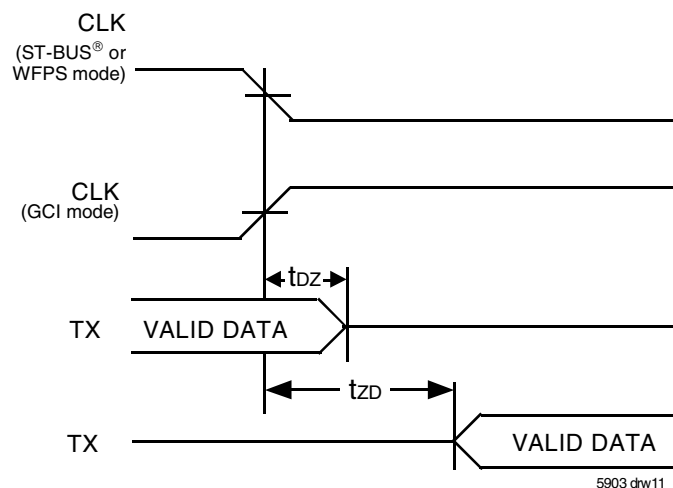 CLK
(ST-BUS® or
WFPS mode)
CLK
(GCI mode)
tDZ
TX VALID DATA
tZD
TX VALID DATA
5903 drw11